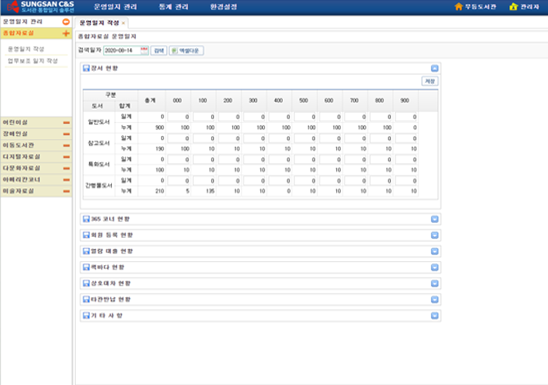 SUNGSAN C&S
도서관 통합일지 솔루션
운영일지 관리 통계 관리 환경설정
부동도서관 관리자
운영일지 관리
종합자료실
운영일지 작성
업무보조 일지 작성
어린이실
장애인실
이동도서관
디지털자료실
다문화자료실
아메리칸코너
미술자료실
운영일지 작성
종합자료실 운영일지
검색일자 2020-06-14 검색 엑셀다운
장서 현황
저장
구분 총계 000 100 200 300 400 500 600 700 800 900
도서 합계
일반도서 일계 0 0 0 0 0 0 0 0 0 0 0
누계 900 100 100 100 100 100 100 100 100 100 0
참고도서 일계 0 0 0 0 0 0 0 0 0 0 0
누계 190 100 10 10 10 10 10 10 10 10 10
특화도서 일계 0 0 0 0 0 0 0 0 0 0 0
누계 100 10 10 10 10 10 10 10 10 10 10
간행물도서 일계 0 0 0 0 0 0 0 0 0 0 0
누계 210 5 135 10 10 0 10 10 10 10 10
365 코너 현황
회원 등록 현황
열람 대출 현황
책바다 현황
상호대차 현황
타관반납 현황
기 타 사 항